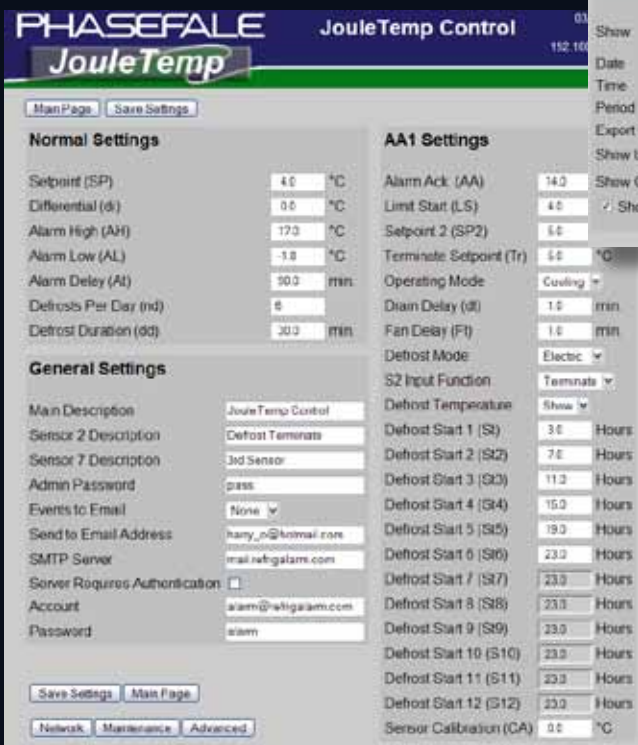 PHASEFALE
JouleTemp
JouleTemp Control
Show
Date
Time
Period
Export
Show
Main Page Save Settings
Normal Settings
Setpoint (SP) 4.0 °C
Differential (di) 0.0 °C
Alarm High (AH) 17.0 °C
Alarm Low (AL) -1.8 °C
Alarm Delay (At) 90.0 min.
Defrosts Per Day (nd) 6
Defrost Duration (dd) 30.0 min.
General Settings
Main Description JouleTemp Control
Sensor 2 Description Defrost Terminate
Sensor 7 Description 3rd Sensor
Admin Password pass
Events to Email None
Send to Email Address harry_o@hotmail.com
SMTP Server mail.refrigalarm.com
Server Requires Authentication
Account alarm@refrigalarm.com
Password alarm
Save Settings Main Page
Network Maintenance Advanced
AA1 Settings
Alarm Ack. (AA) 14.0
Limit Start (LS) 4.0
Setpoint 2 (SP2)
Terminate Setpoint (Tr) °C
Operating Mode Cooling
Drain Delay (dt) 1.0 min.
Fan Delay (Ft) 1.0 min.
Defrost Mode Electric
S2 Input Function Terminate
Defrost Temperature Show
Defrost Start 1 (St) 3.0 Hours
Defrost Start 2 (St2) 7.0 Hours
Defrost Start 3 (St3) 11.0 Hours
Defrost Start 4 (St4) 15.0 Hours
Defrost Start 5 (St5) 19.0 Hours
Defrost Start 6 (St6) 23.0 Hours
Defrost Start 7 (St7) 23.0 Hours
Defrost Start 8 (St8) 23.0 Hours
Defrost Start 9 (St9) 23.0 Hours
Defrost Start 10 (S10) 23.0 Hours
Defrost Start 11 (S11) 23.0 Hours
Defrost Start 12 (S12) 23.0 Hours
Sensor Calibration (CA) 0.0 °C